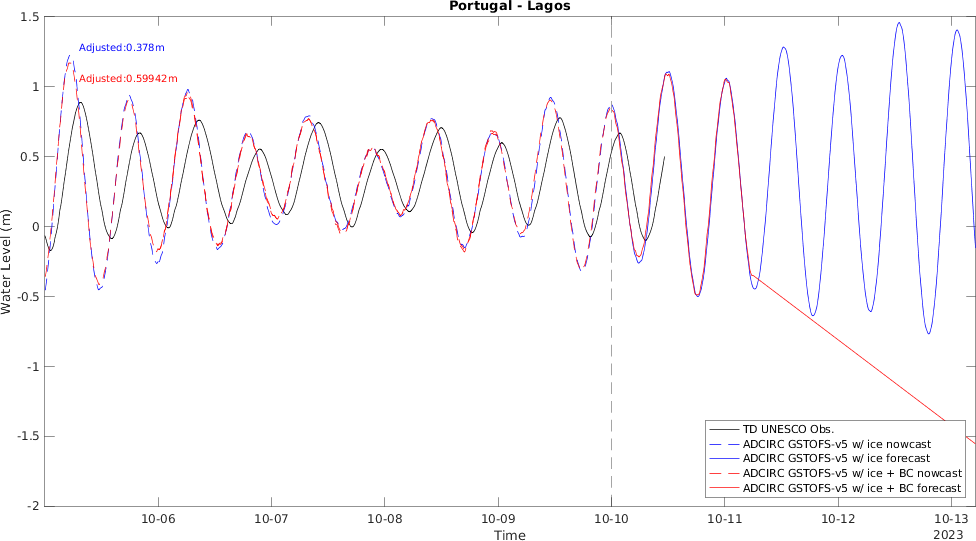 Portugal - Lagos
Adjusted:0.378m
Adjusted:0.59942m
Water Level (m)
1.5
1
0.5
0
-0.5
-1
-1.5
-2
TD UNESCO Obs.
ADCIRC GSTOFS-v5 w/ ice nowcast
ADCIRC GSTOFS-v5 w/ ice forecast
ADCIRC GSTOFS-v5 w/ ice + BC nowcast
ADCIRC GSTOFS-v5 w/ ice + BC forecast
10-06 10-07 10-08 10-09 10-10 10-11 10-12 10-13
2023
Time